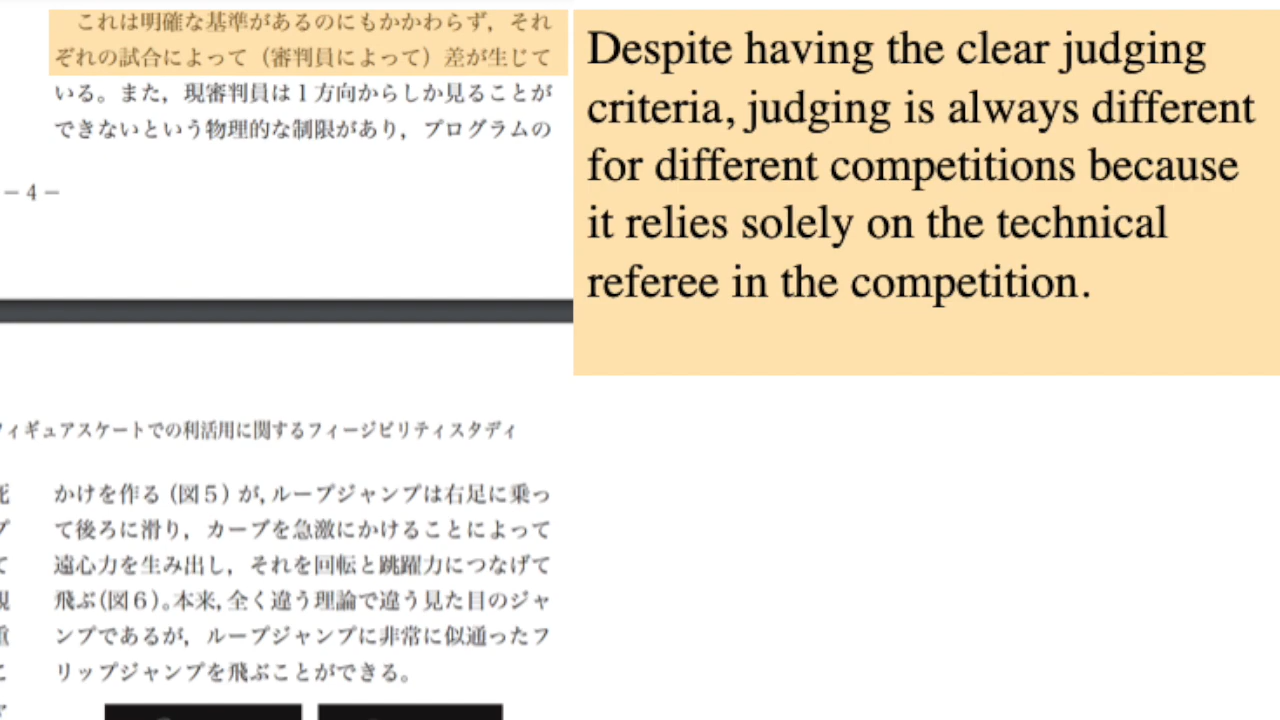 これは明確な基準があるのにもかかわらず，それ
ぞれの試合によって（審判員によって）差が生じて
いる。また，現審判員は１方向からしか見ることが
できないという物理的な制限があり，プログラムの
－4－
Despite having the clear judging
criteria, judging is always different
for different competitions because
it relies solely on the technical
referee in the competition.
ィギュアスケートでの利活用に関するフィージビリティスタディ
かけを作る（図５）が，ループジャンプは右足に乗っ
て後ろに滑り，カーブを急激にかけることによって
遠心力を生み出し，それを回転と跳躍力につなげて
飛ぶ（図６）。本来，全く違う理論で違う見た目のジャ
ンプであるが，ループジャンプに非常に似通ったフ
リップジャンプを飛ぶことができる。